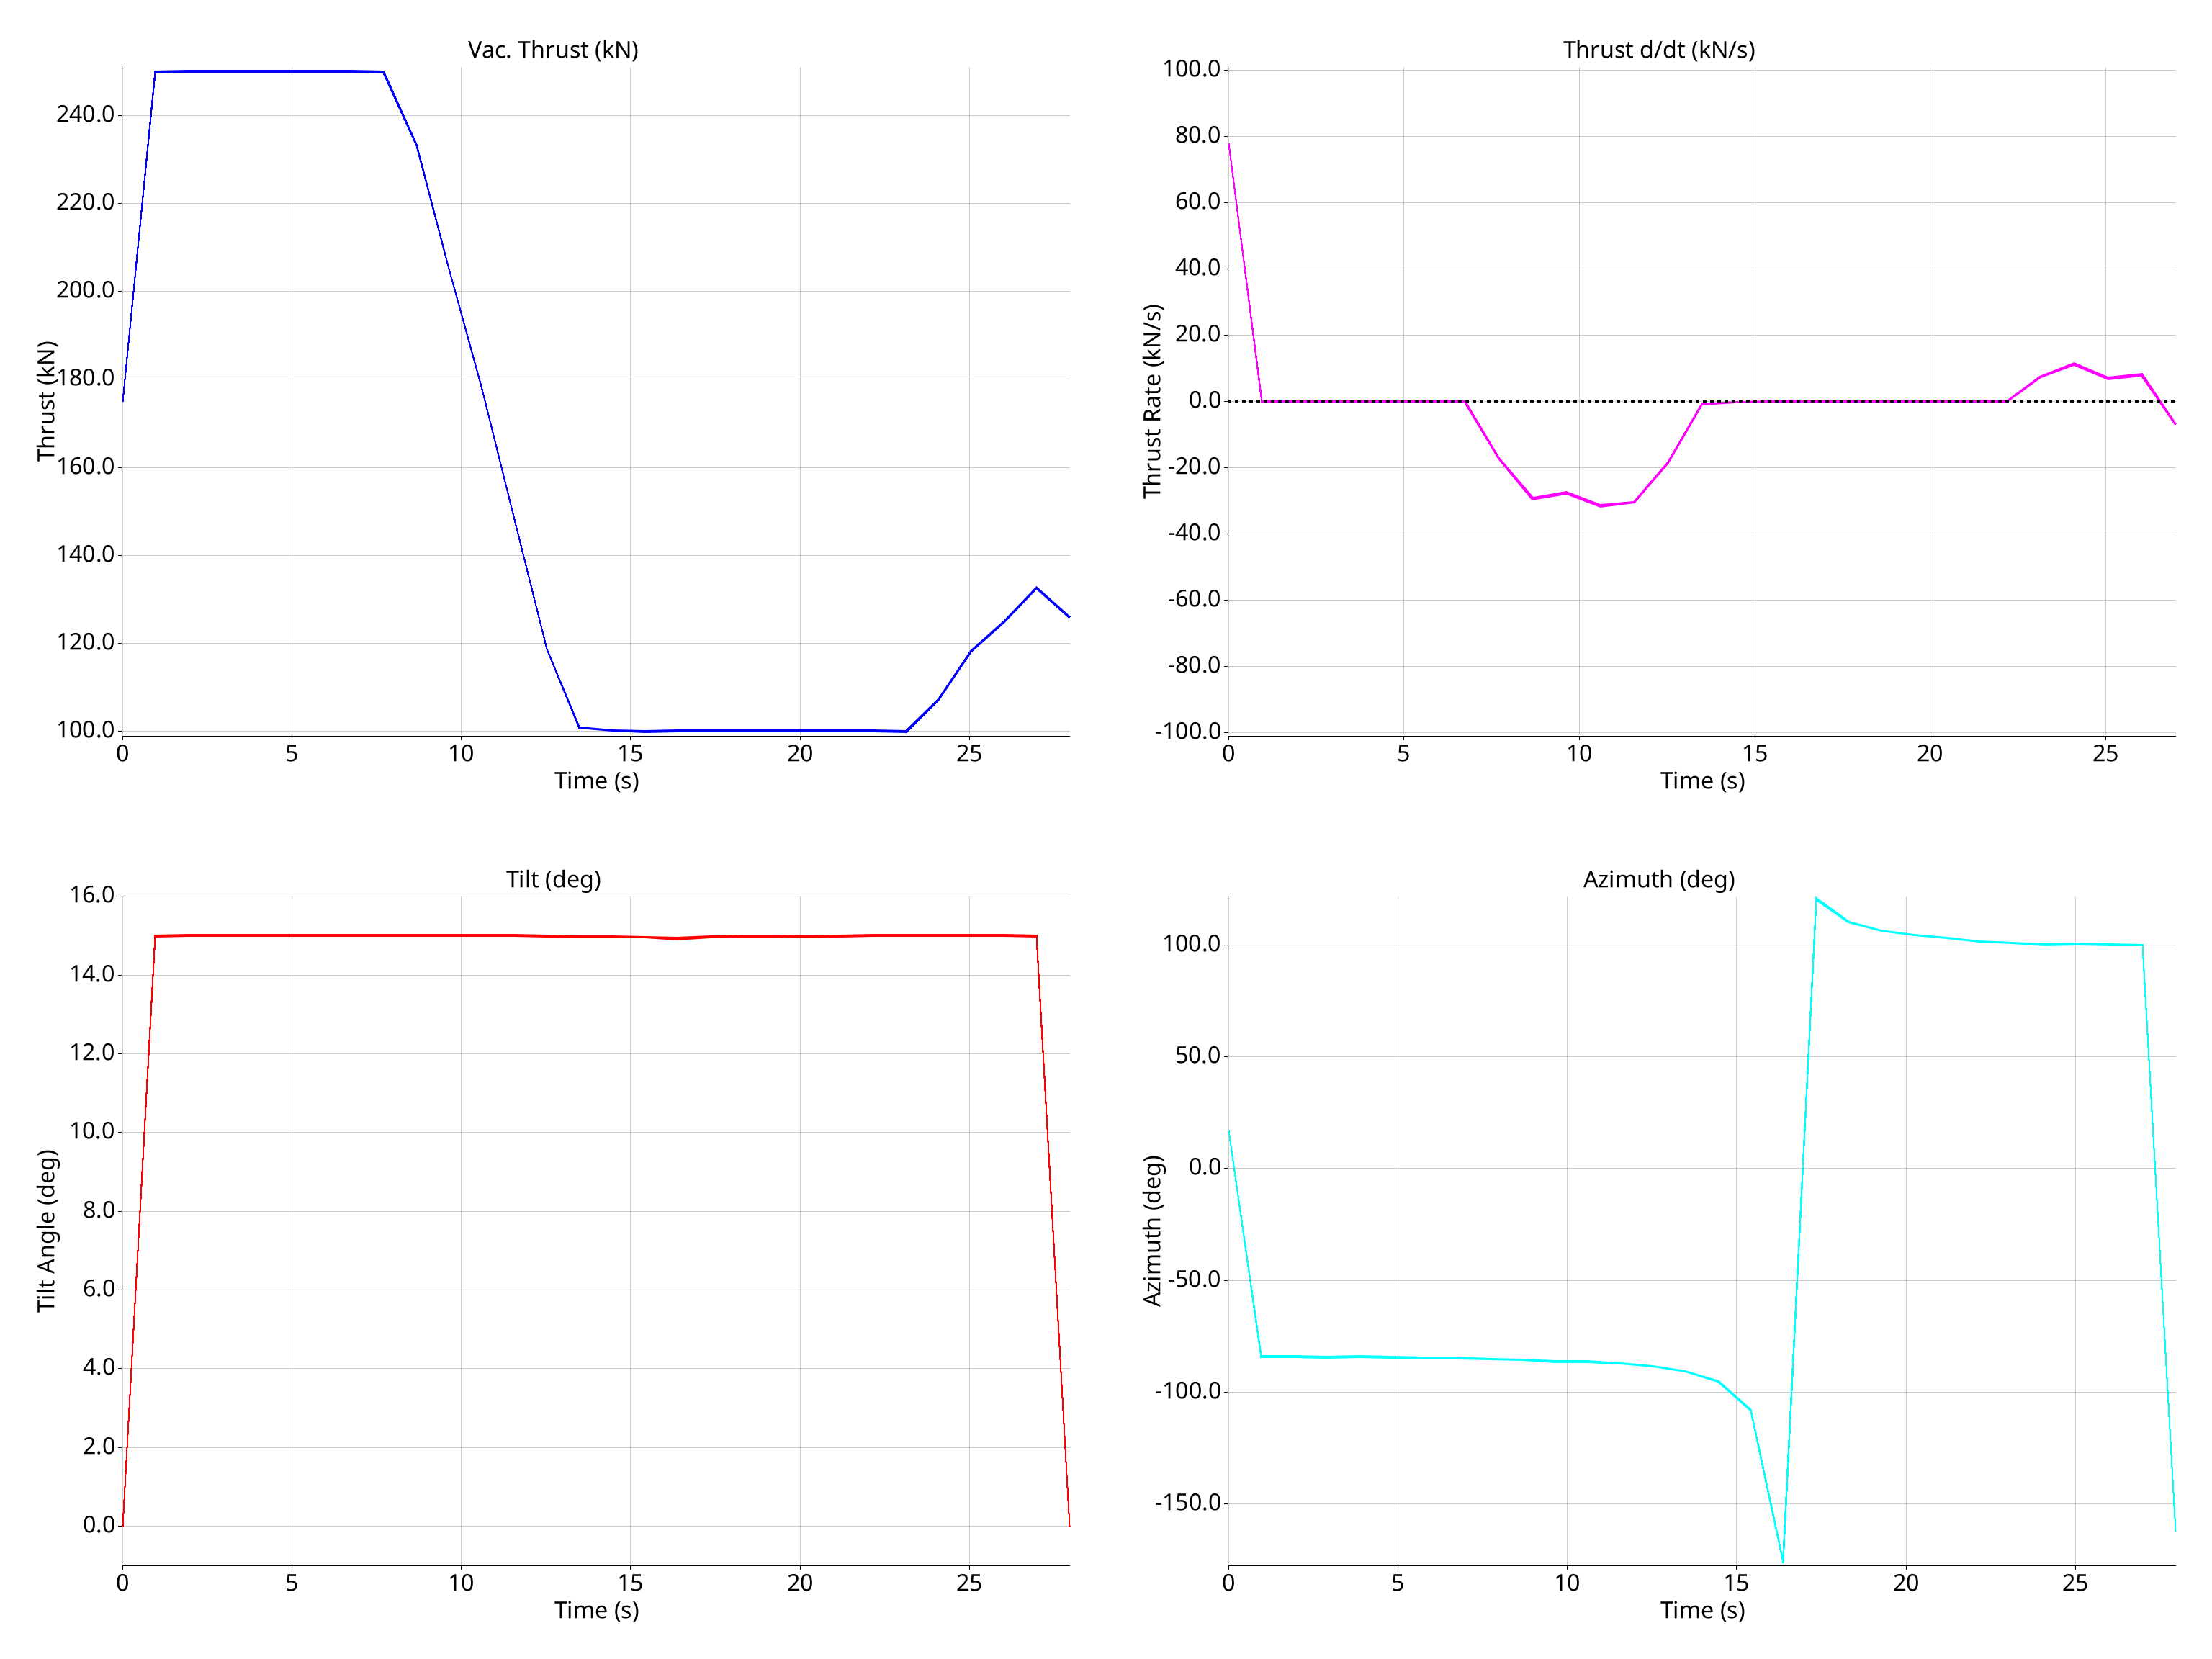 Vac. Thrust (kN)
Thrust (kN)
240.0
220.0
200.0
180.0
160.0
140.0
120.0
100.0
0 5 10 15 20 25
Time (s)
Thrust d/dt (kN/s)
Thrust Rate (kN/s)
100.0
80.0
60.0
40.0
20.0
0.0
-20.0
-40.0
-60.0
-80.0
-100.0
0 5 10 15 20 25
Time (s)
Tilt (deg)
Tilt Angle (deg)
16.0
14.0
12.0
10.0
8.0
6.0
4.0
2.0
0.0
0 5 10 15 20 25
Time (s)
Azimuth (deg)
Azimuth (deg)
100.0
50.0
0.0
-50.0
-100.0
-150.0
0 5 10 15 20 25
Time (s)